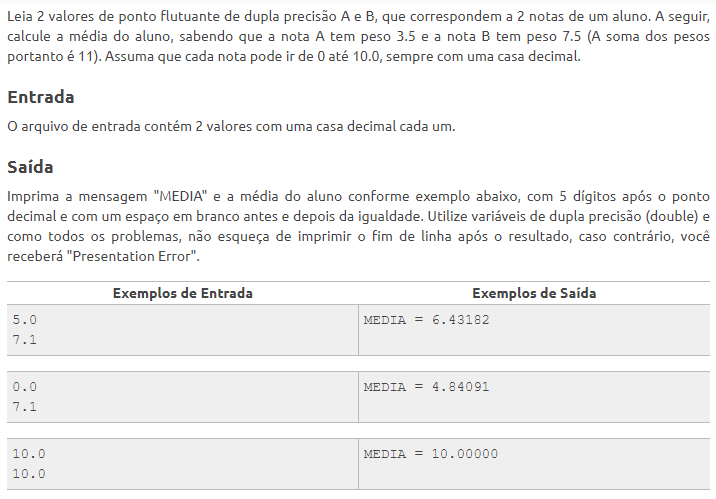 Leia 2 valores de ponto flutuante de dupla precisão A e B, que correspondem a 2 notas de um aluno. A seguir,
calcule a média do aluno, sabendo que a nota A tem peso 3.5 e a nota B tem peso 7.5 (A soma dos pesos
portanto é 11). Assuma que cada nota pode ir de 0 até 10.0, sempre com uma casa decimal.
Entrada
O arquivo de entrada contém 2 valores com uma casa decimal cada um.
Saída
Imprima a mensagem "MEDIA" e a média do aluno conforme exemplo abaixo, com 5 dígitos após o ponto
decimal e com um espaço em branco antes e depois da igualdade. Utilize variáveis de dupla precisão (double) e
como todos os problemas, não esqueça de imprimir o fim de linha após o resultado, caso contrário, você
receberá "Presentation Error".
Exemplos de Entrada Exemplos de Saída
5.0 MEDIA = 6.43182
7.1
0.0 MEDIA = 4.84091
7.1
10.0 MEDIA = 10.00000
10.0